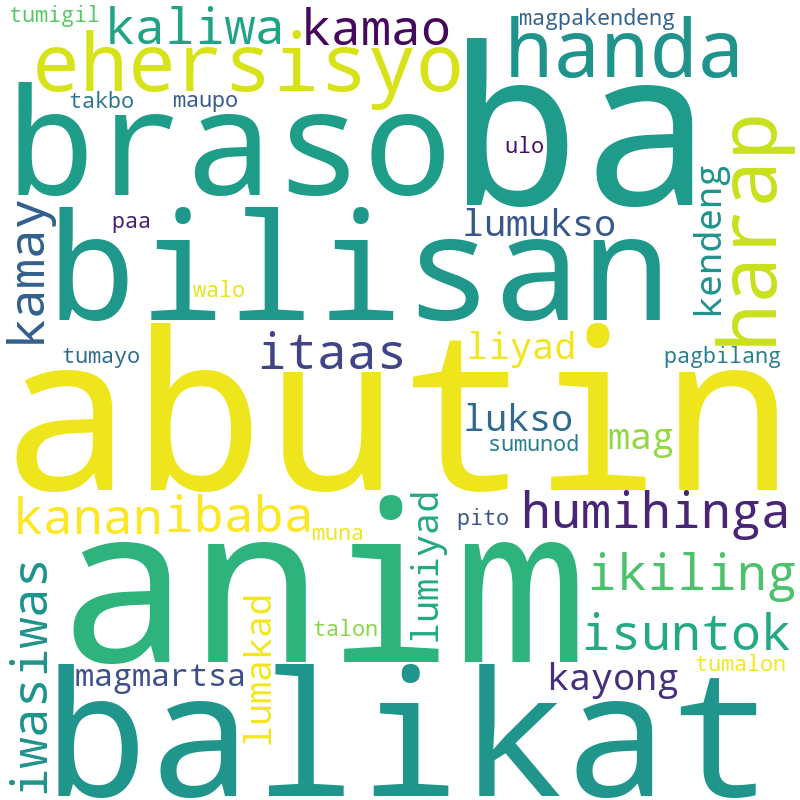 tumigil
kaliwa
kamao
magpakendeng
ehersisyo
handa
takbo
maupo
braso
ba
ulo
harap
kamay
paa
bilisan
lumukso
kendeng
walo
tumayo
itaas
liyad
pagbilang
abutin
lukso
mag
sumunod
kanan
ibaba
muna
pito
humihinga
anim
lumiyad
ikiling
iwasiwas
lumakad
talon
isuntok
magmartsa
kayong
tumalon
balikat